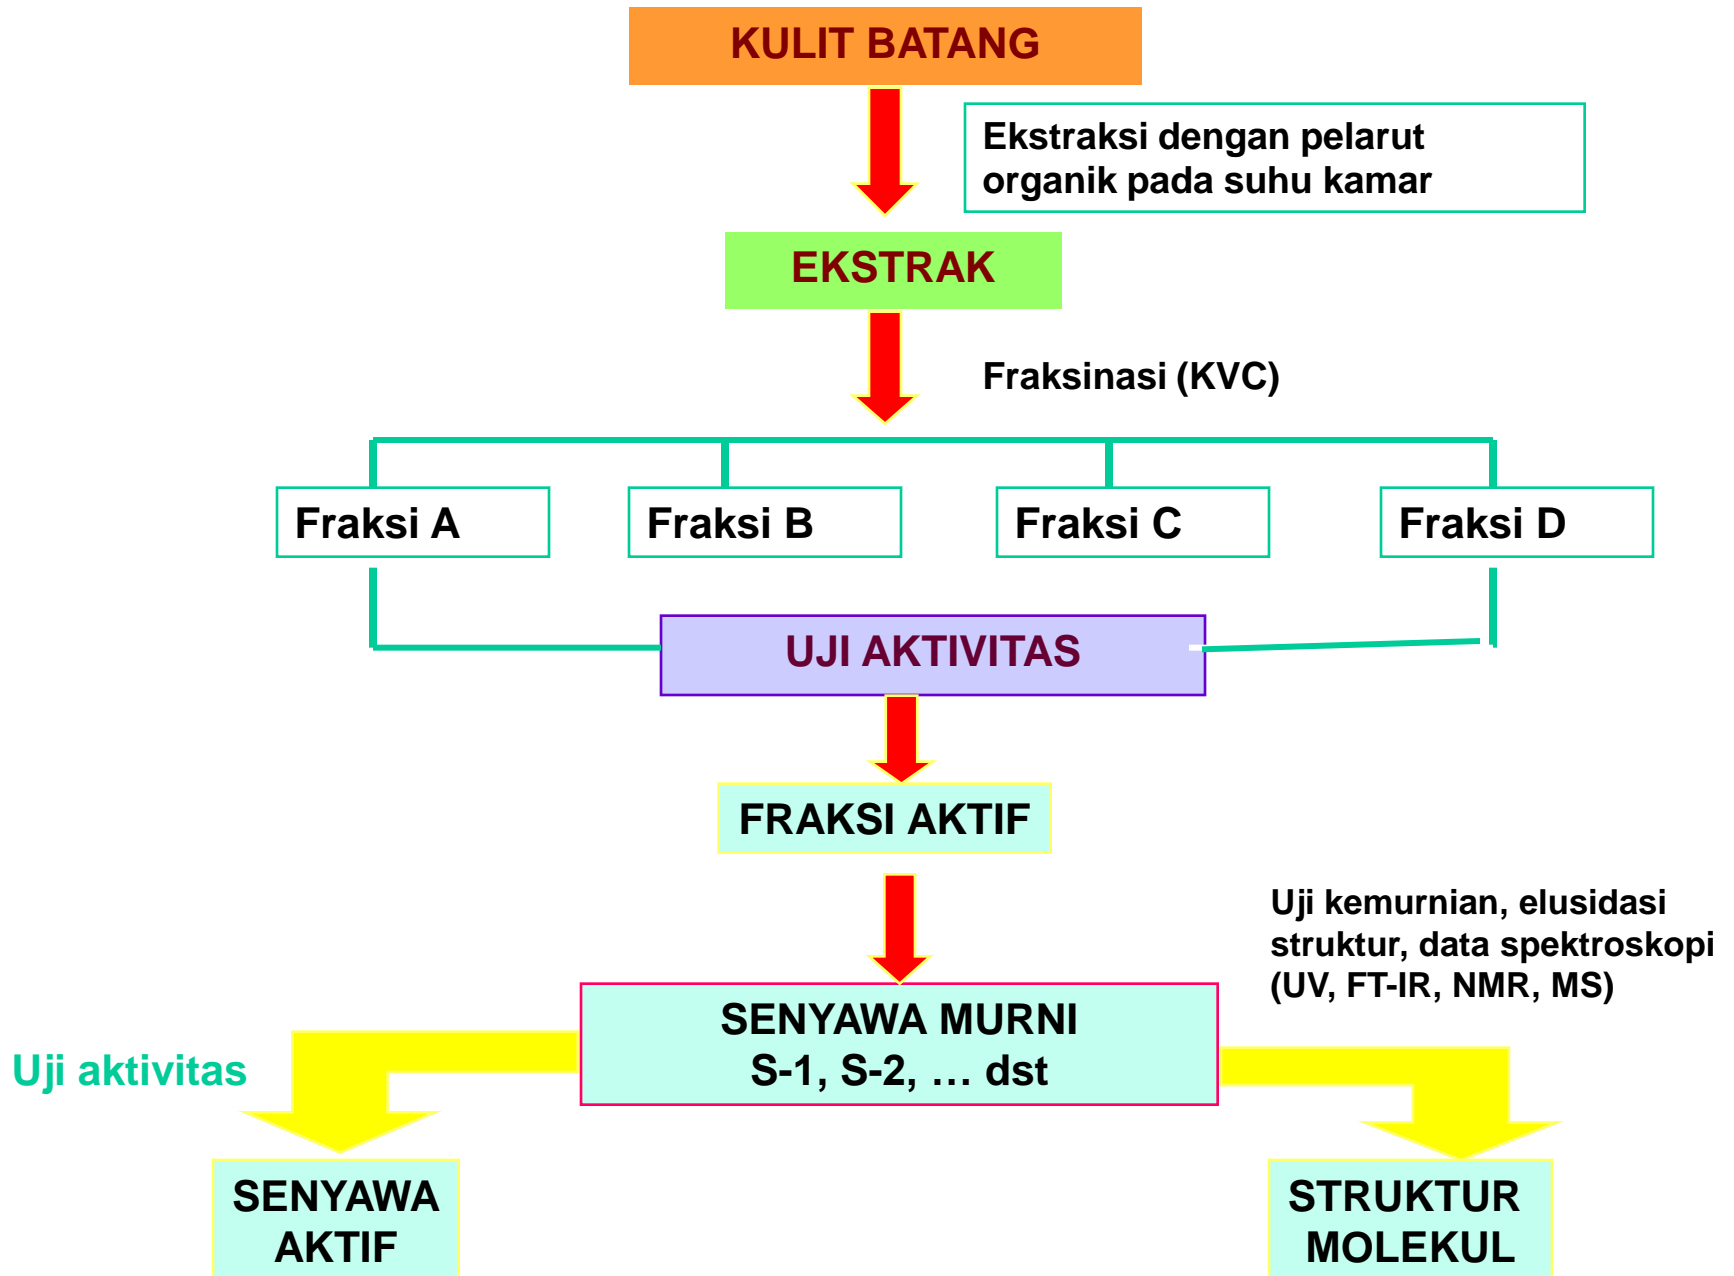 KULIT BATANG
Ekstraksi dengan pelarut
organik pada suhu kamar
EKSTRAK
Fraksinasi (KVC)
Fraksi A
Fraksi B
Fraksi C
Fraksi D
UJI AKTIVITAS
FRAKSI AKTIF
Uji kemurnian, elusidasi
struktur, data spektroskopi
(UV, FT-IR, NMR, MS)
SENYAWA MURNI
S-1, S-2, … dst
Uji aktivitas
SENYAWA
AKTIF
STRUKTUR
MOLEKUL